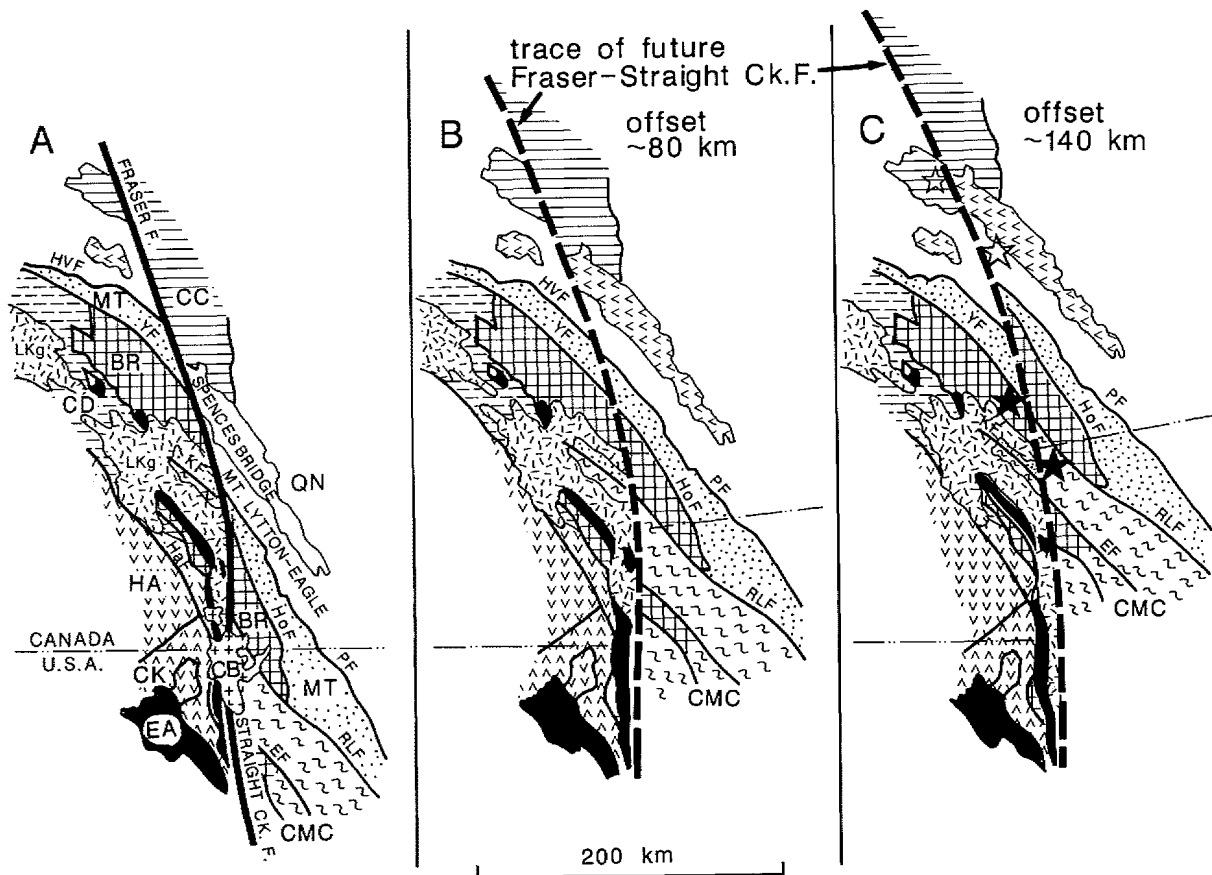 A
FRASER F.
HVF
MT
YF
CC
LKg
BR
CD
LKg
YF
SPENCES BRIDGE
MT LYTTON-EAGLE
QN
HaF
HA
BR
HoF
CANADA
U.S.A.
PF
CK
CB
MT
EA
STRAIGHT CK. F.
EF
RLF
CMC
trace of future
Fraser-Straight Ck.F.
B
offset
~80 km
HVF
YF
PF
HoF
RLF
CMC
200 km
C
offset
~140 km
YF
PF
HoF
RLF
EF
CMC